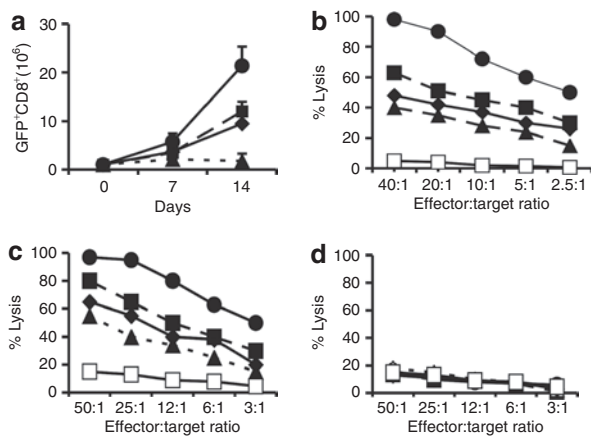 a
GFP⁺CD8⁺(10⁶)
30
20
10
0
0 7 14
Days
b
% Lysis
100
80
60
40
20
0
40:1 20:1 10:1 5:1 2.5:1
Effector:target ratio
c
% Lysis
100
80
60
40
20
0
50:1 25:1 12:1 6:1 3:1
Effector:target ratio
d
% Lysis
100
80
60
40
20
0
50:1 25:1 12:1 6:1 3:1
Effector:target ratio